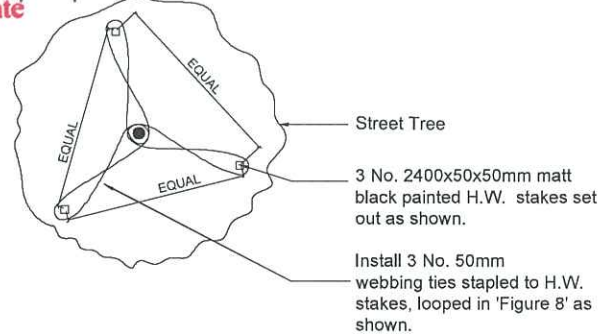 EQUAL
EQUAL
EQUAL
Street Tree
3 No. 2400x50x50mm matt
black painted H.W. stakes set
out as shown.
Install 3 No. 50mm
webbing ties stapled to H.W.
stakes, looped in 'Figure 8' as
shown.